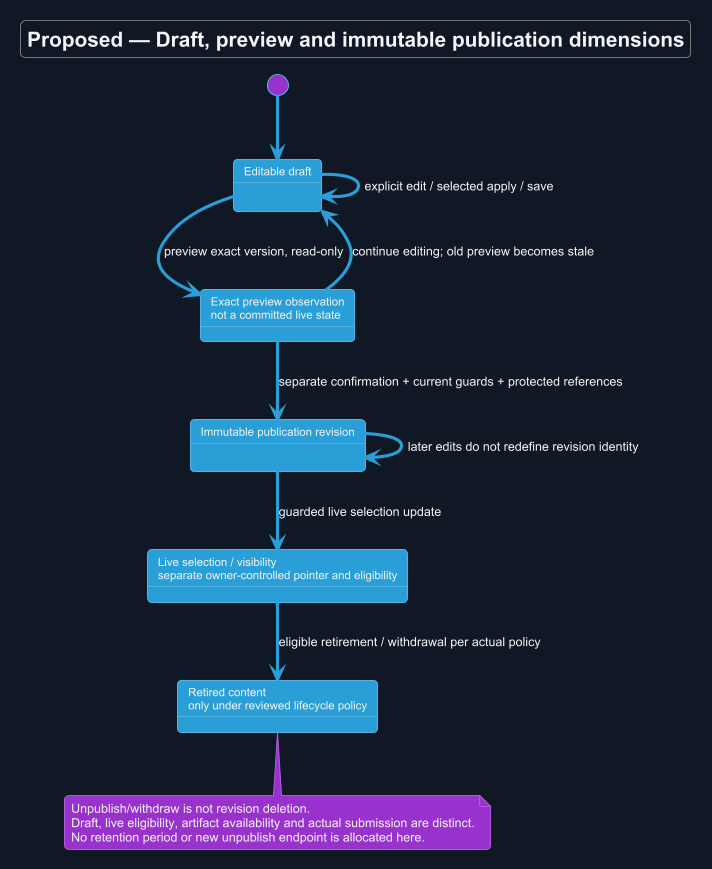 Proposed — Draft, preview and immutable publication dimensions
Editable draft
explicit edit / selected apply / save
preview exact version, read-only
continue editing; old preview becomes stale
Exact preview observation
not a committed live state
separate confirmation + current guards + protected references
Immutable publication revision
later edits do not redefine revision identity
guarded live selection update
Live selection / visibility
separate owner-controlled pointer and eligibility
eligible retirement / withdrawal per actual policy
Retired content
only under reviewed lifecycle policy
Unpublish/withdraw is not revision deletion.
Draft, live eligibility, artifact availability and actual submission are distinct.
No retention period or new unpublish endpoint is allocated here.